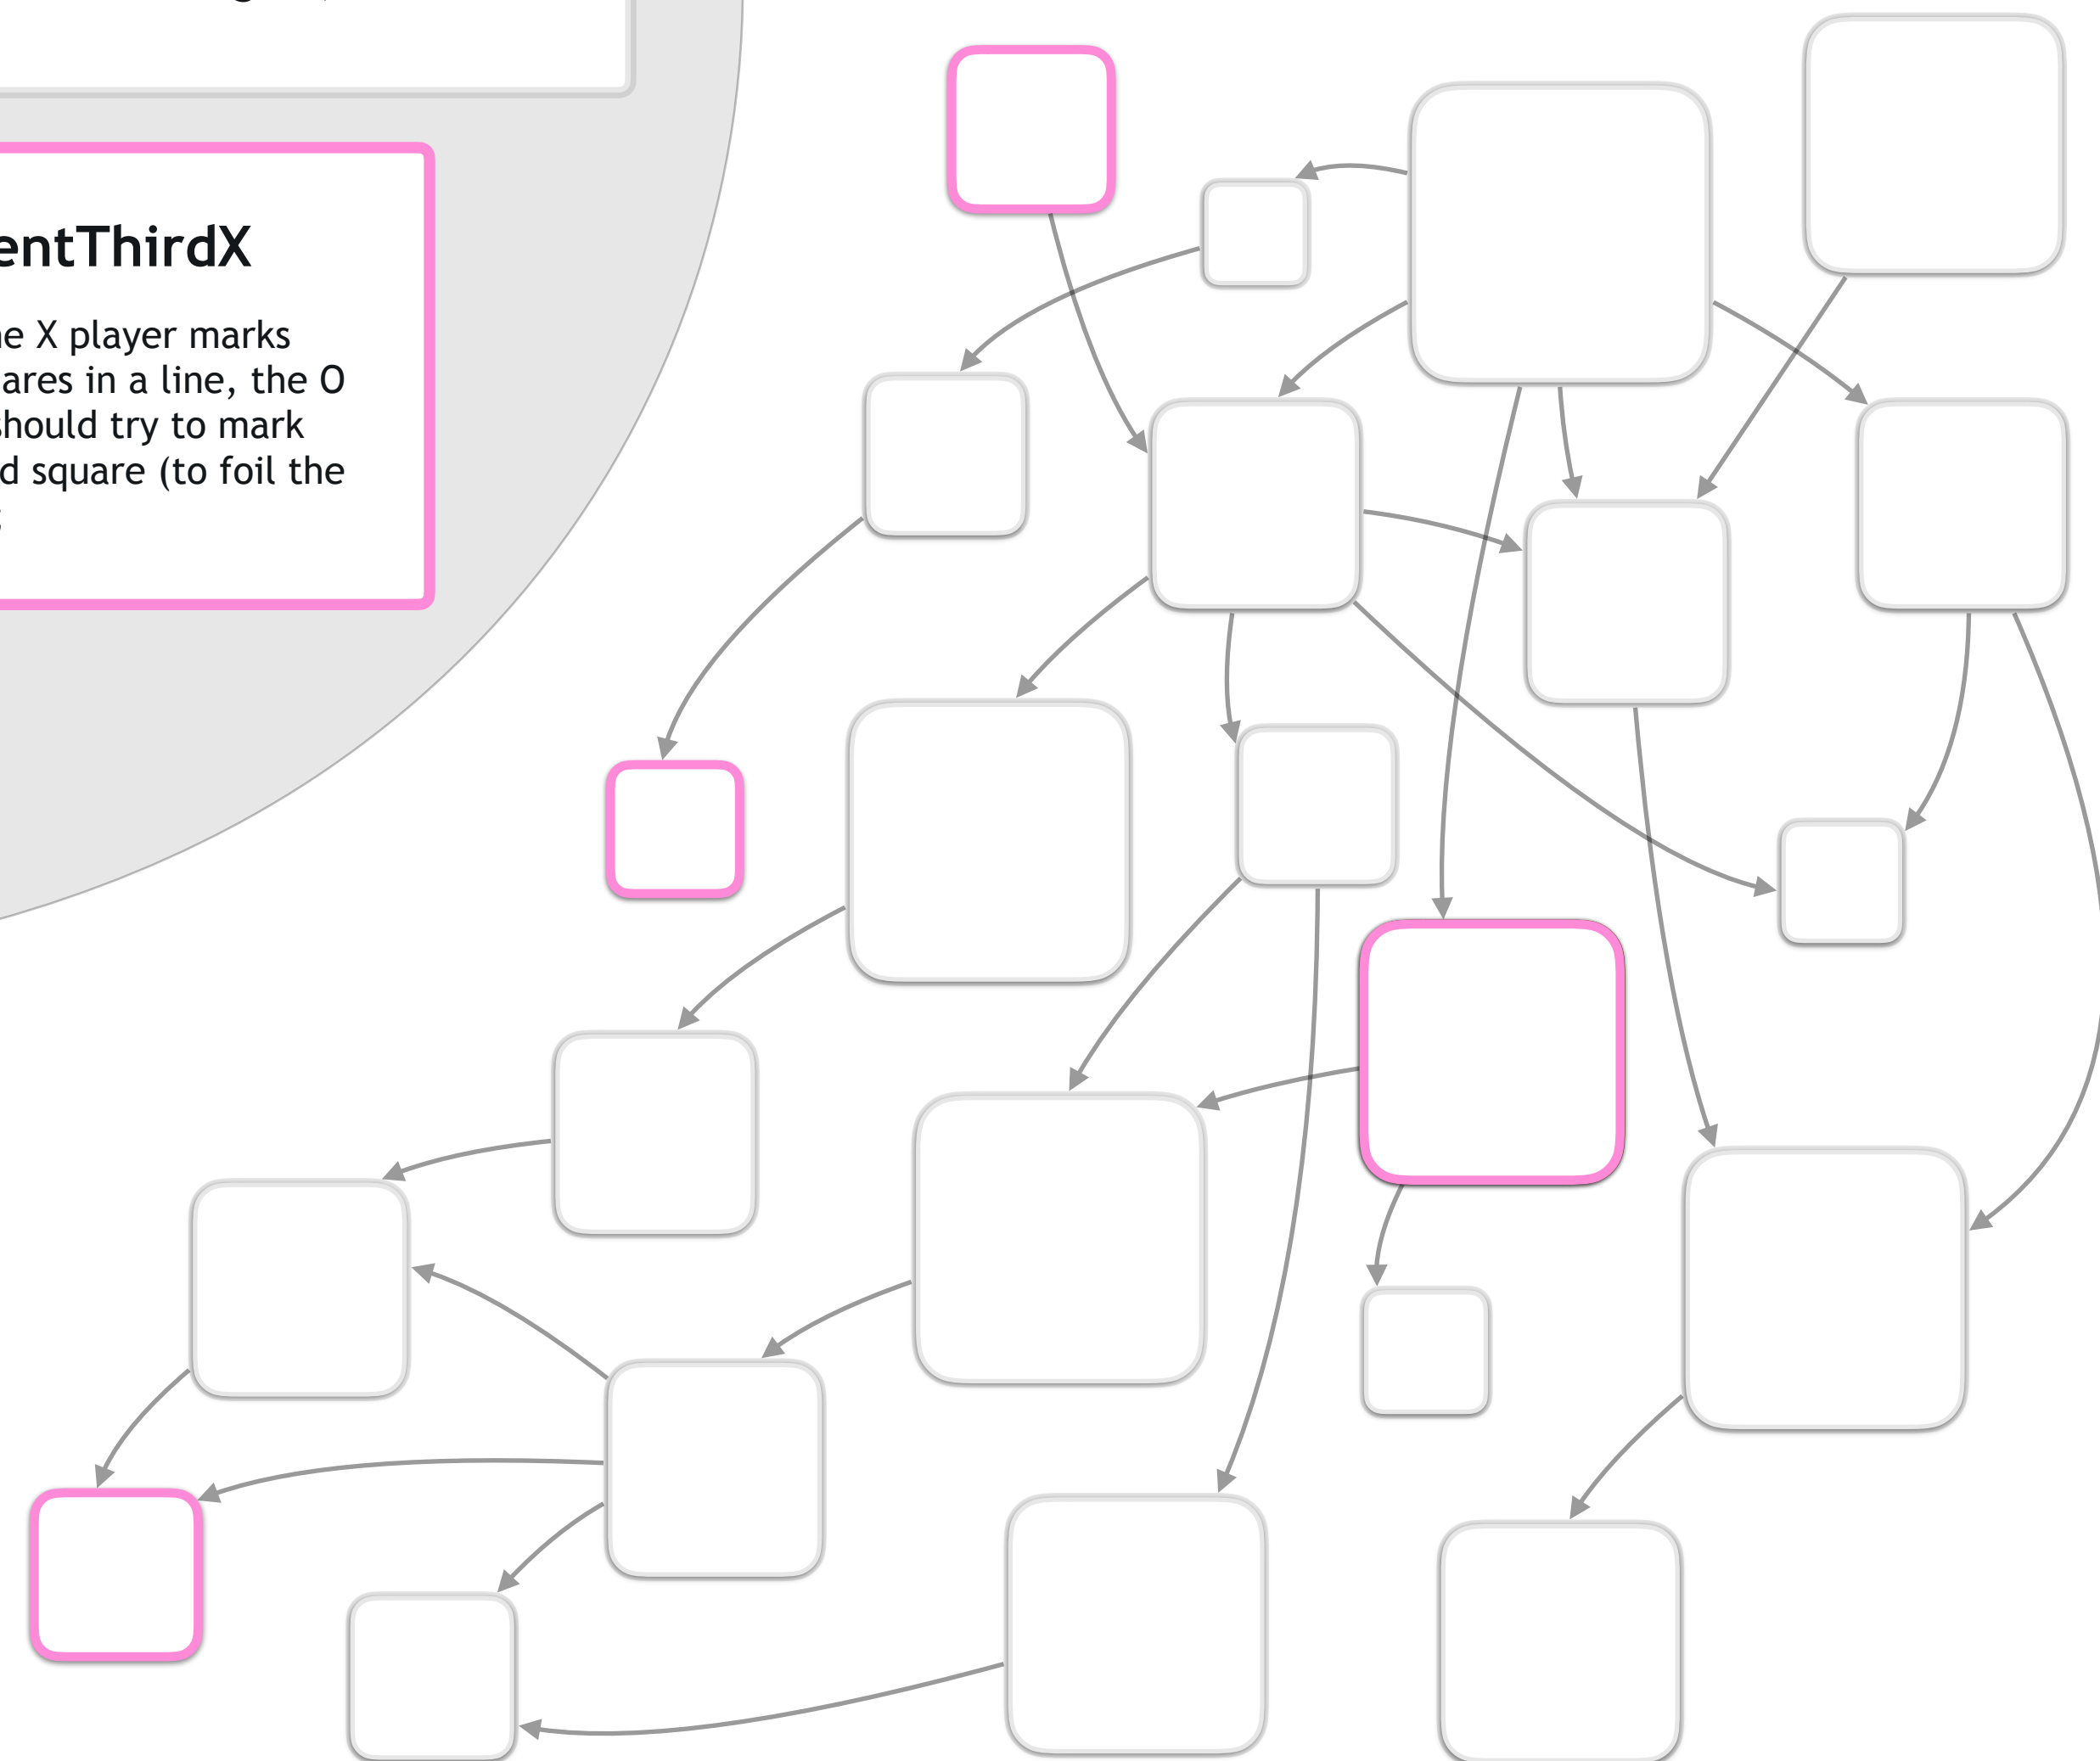 entThirdX
e X player marks
ares in a line, the O
hould try to mark
d square (to foil the